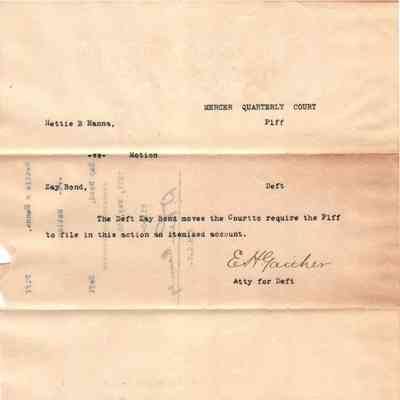 MERCER QUARTERLY COURT
Nettie B Hanna, Plff
-vs- Motion
Zay Bond, Deft
The Deft Zay Bond moves the Courtto require the Plff
to file in this action an itemized account.
E H Gaither
Atty for Deft